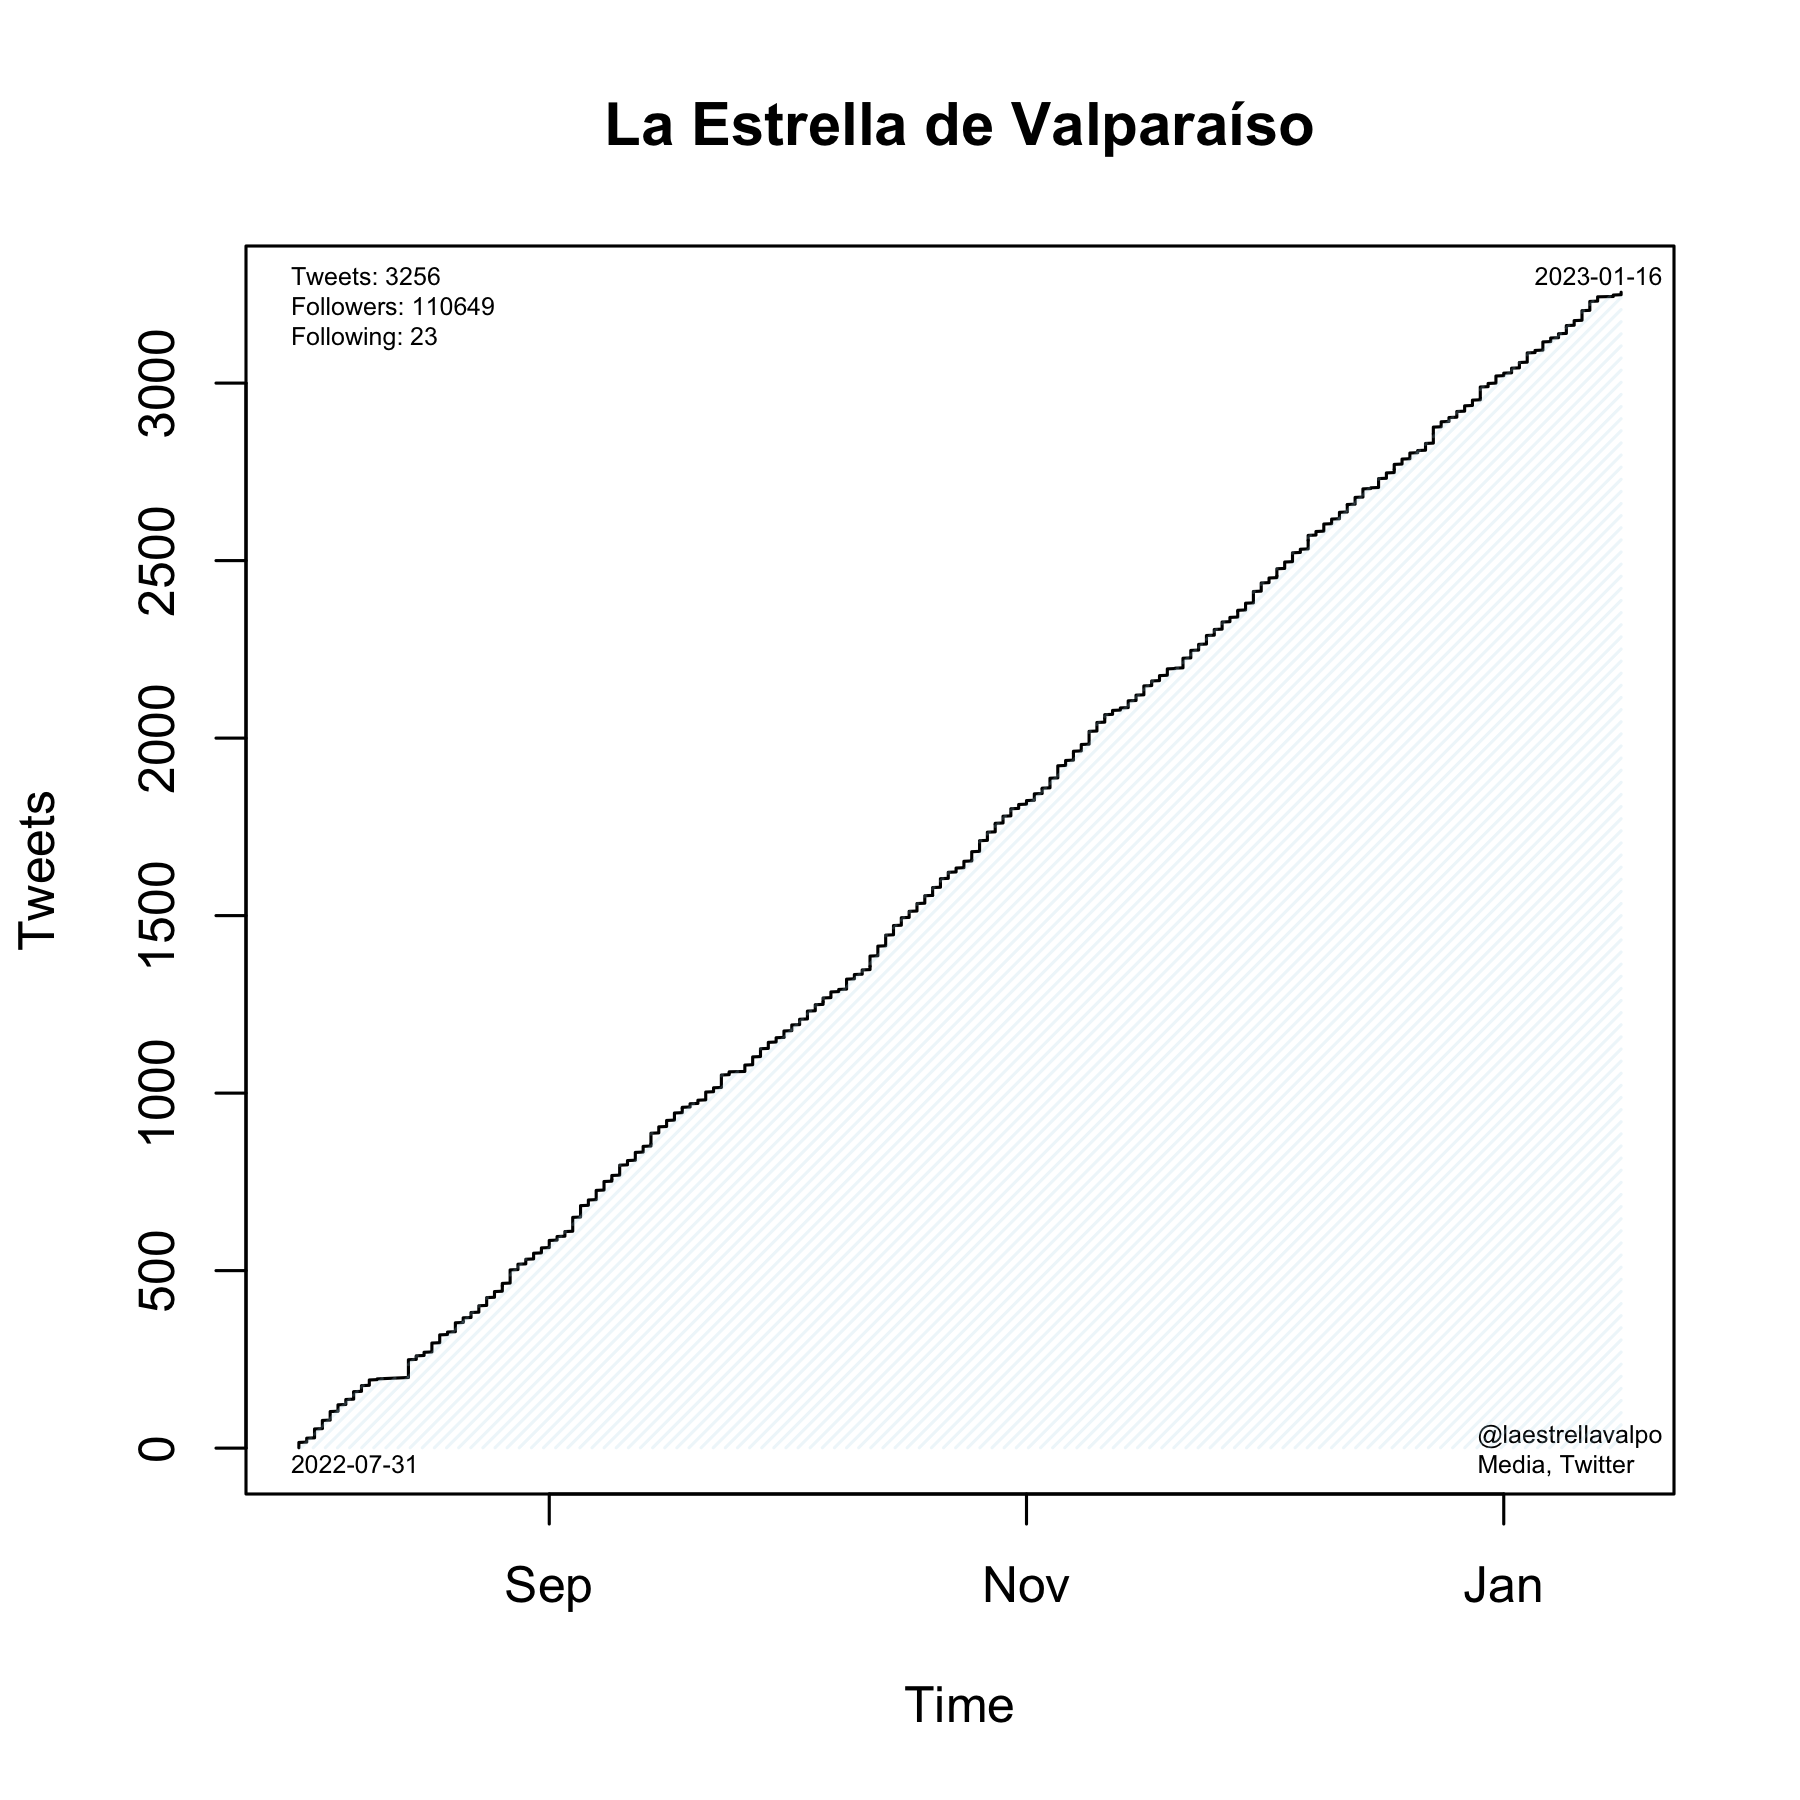 La Estrella de Valparaíso
Tweets: 3256
Followers: 110649
Following: 23
2023-01-16
Tweets
3000
2500
2000
1500
1000
500
0
2022-07-31
@laestrellavalpo
Media, Twitter
Sep
Nov
Jan
Time